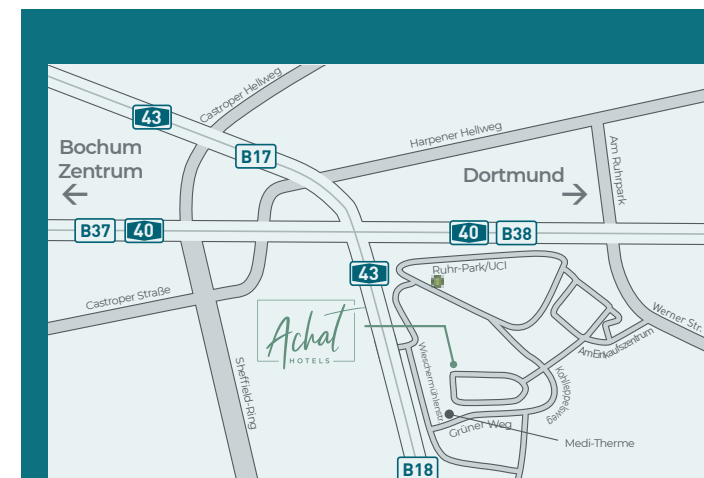 Castroper Hellweg
43
Harpener Hellweg
Bochum
Zentrum
B17
Am Ruhrpark
Dortmund
B37
40
40
B38
43
Ruhr-Park/UCI
Castroper Straße
Werner Str.
Achat
HOTELS
Am Einkaufszentrum
Wieschermühlenstr.
Sheffield-Ring
Kohlleppelsweg
Grüner Weg
Medi-Therme
B18